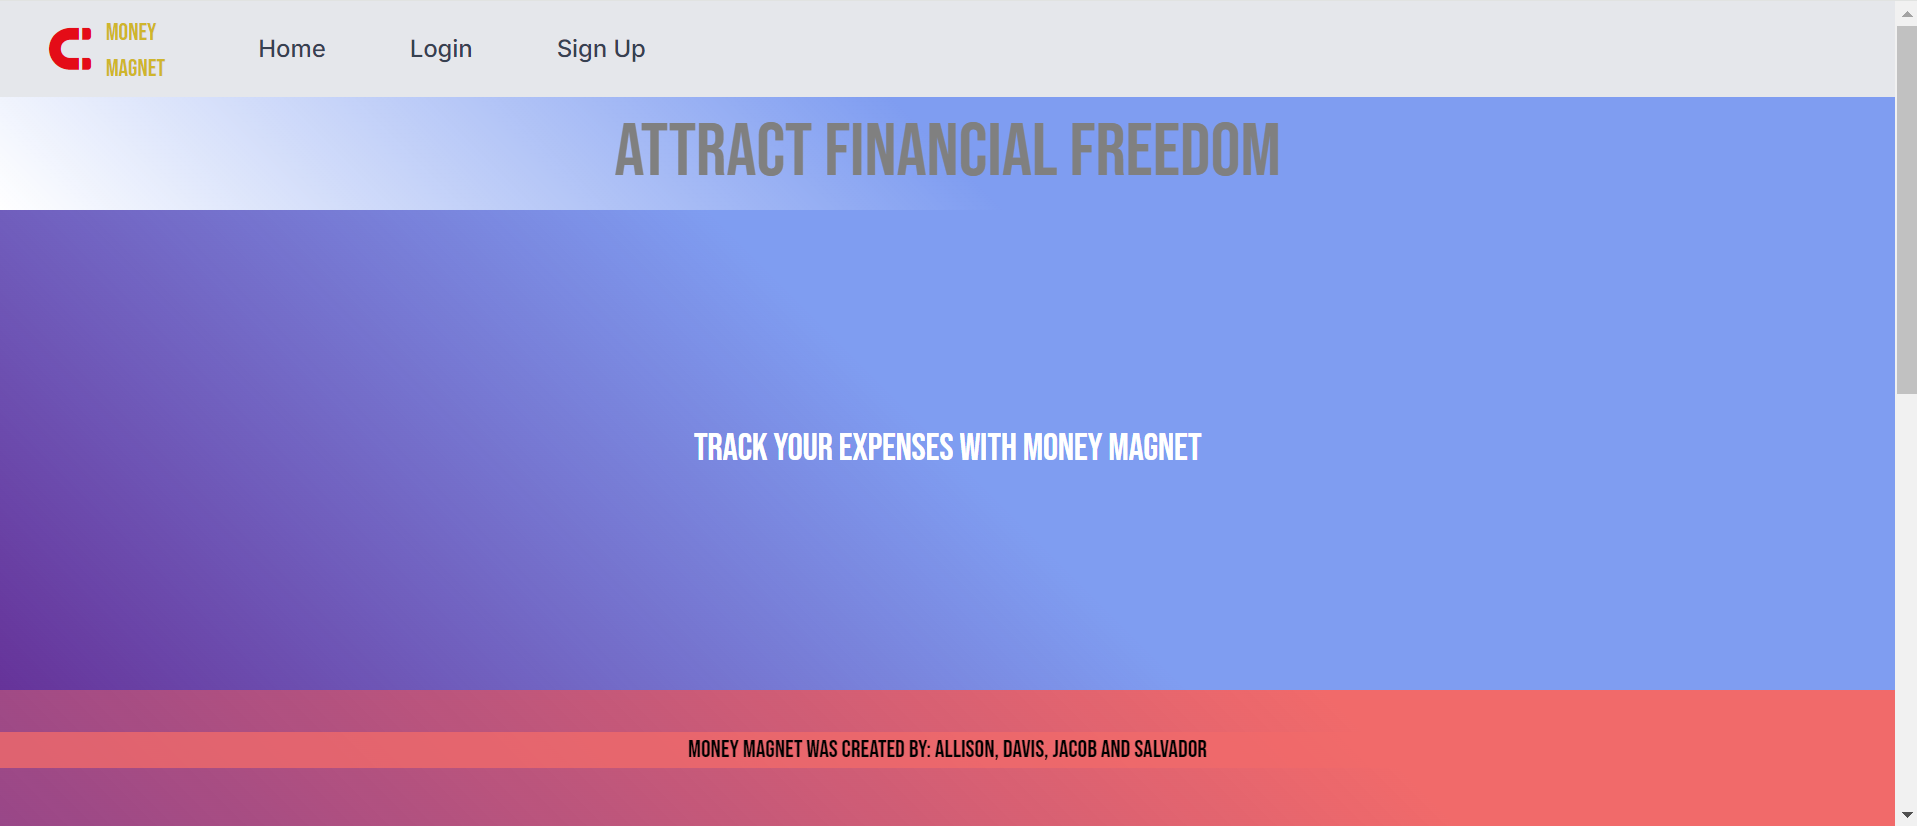 MONEY
MAGNET
Home Login Sign Up
ATTRACT FINANCIAL FREEDOM
TRACK YOUR EXPENSES WITH MONEY MAGNET
MONEY MAGNET WAS CREATED BY: ALLISON, DAVIS, JACOB AND SALVADOR